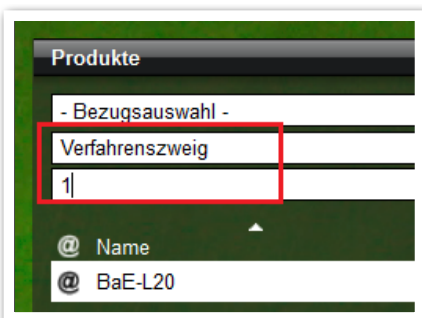 Produkte
- Bezugsauswahl -
Verfahrenszweig
1
@ Name
@ BaE-L20